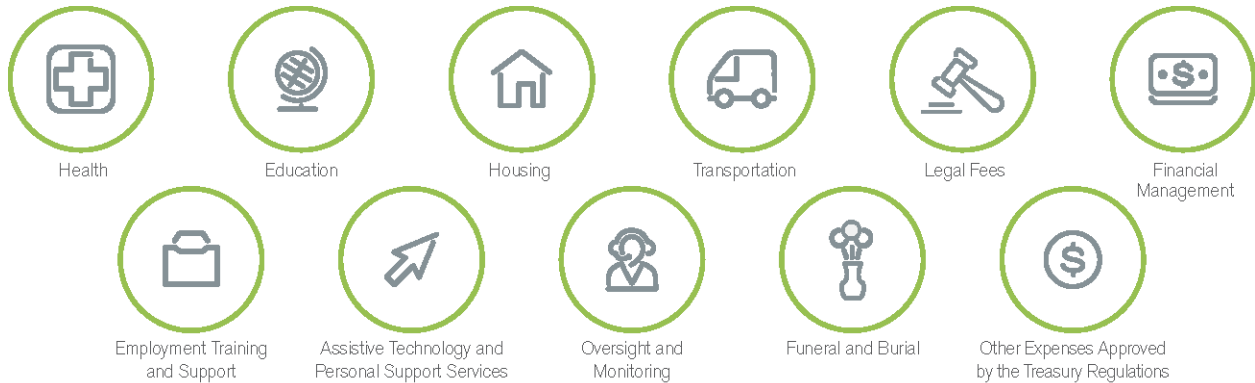 Health
Education
Housing
Transportation
Legal Fees
Financial
Management
Employment Training
and Support
Assistive Technology and
Personal Support Services
Oversight and
Monitoring
Funeral and Burial
Other Expenses Approved
by the Treasury Regulations